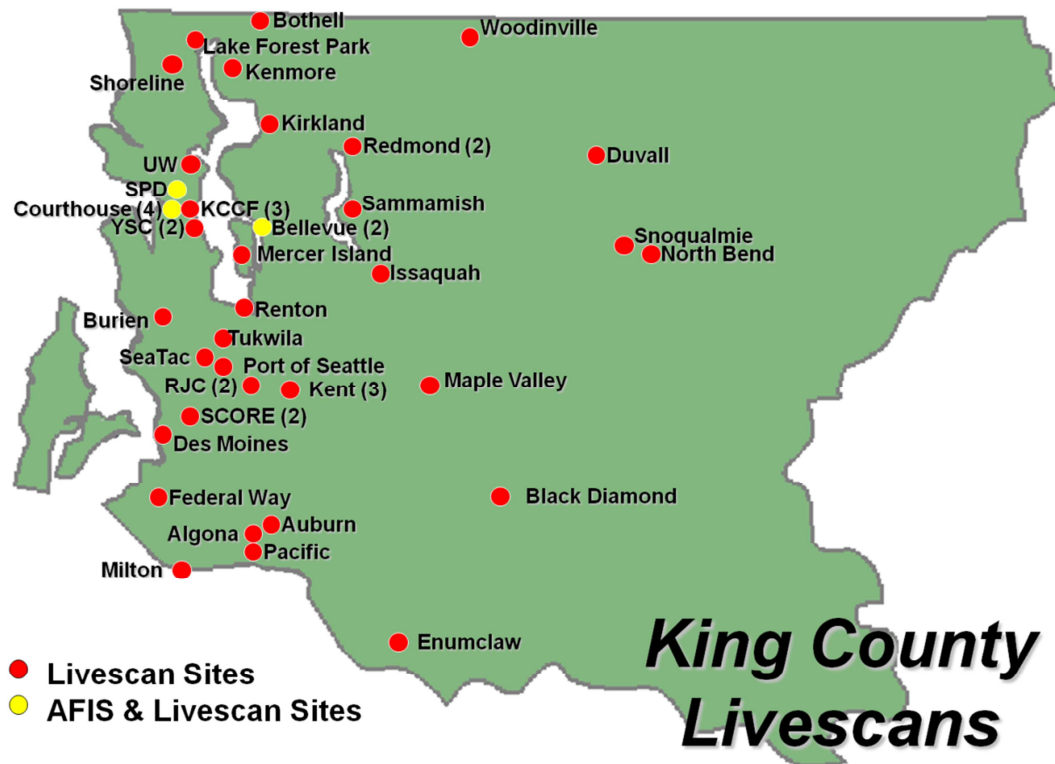 Bothell
Woodinville
Lake Forest Park
Shoreline
Kenmore
Kirkland
Redmond (2)
Duvall
UW
SPD
Courthouse (4)
KCCF (3)
Sammamish
YSC (2)
Bellevue (2)
Snoqualmie
Mercer Island
North Bend
Issaquah
Renton
Burien
Tukwila
SeaTac
Port of Seattle
RJC (2)
Kent (3)
Maple Valley
SCORE (2)
Des Moines
Federal Way
Black Diamond
Auburn
Algona
Pacific
Milton
Enumclaw
King County
Livescans
Livescan Sites
AFIS & Livescan Sites